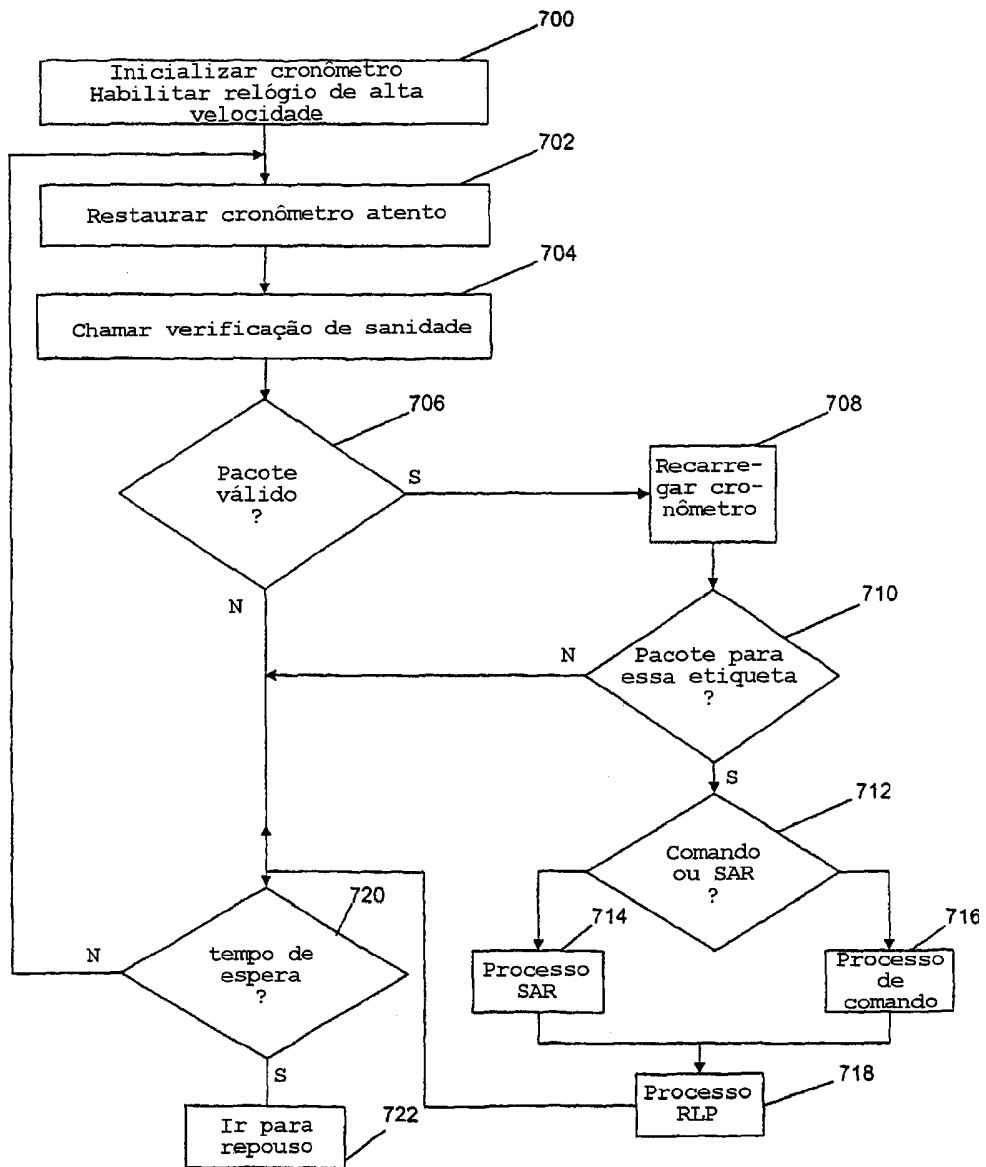 700
Inicializar cronômetro
Habilitar relógio de alta
velocidade
702
Restaurar cronômetro atento
704
Chamar verificação de sanidade
706
Pacote
válido
?
S
N
708
Recarre-
gar cro-
nômetro
710
Pacote para
essa etiqueta
?
N
S
712
Comando
ou SAR
?
714
Processo
SAR
716
Processo
de
comando
718
Processo
RLP
720
tempo de
espera
?
N
S
722
Ir para
repouso